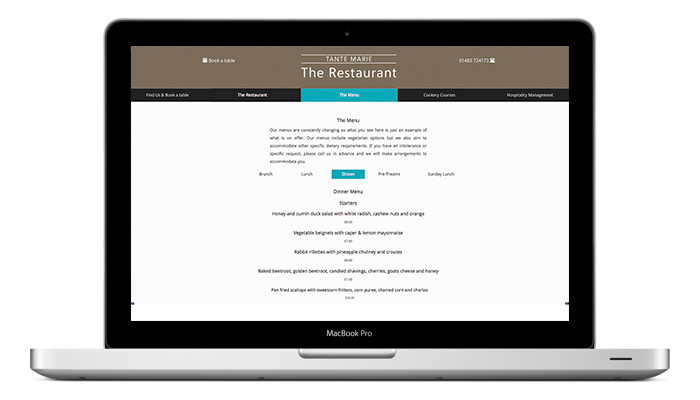 Book a table
TANTE MARIE
The Restaurant
01483 724173
Find Us & Book a table
The Restaurant
The Menu
Cookery Courses
Hospitality Management
The Menu
Our menus are constantly changing so what you see here is just an example of
what is on offer. Our menus include vegetarian options but we also aim to
accommodate other specific dietary requirements. If you have an intolerance or
specific request, please call us in advance and we will make arrangements to
accommodate you.
Brunch
Lunch
Dinner
Pre-Theatre
Sunday Lunch
Dinner Menu
Starters
Honey and cumin duck salad with white radish, cashew nuts and orange
Vegetable beignets with caper & lemon mayonnaise
Rabbit rillettes with pineapple chutney and croutes
Baked beetroot, golden beetroot, candied shavings, cherries, goats cheese and honey
Pan fried scallops with sweetcorn fritters, corn puree, charred corn and chorizo
MacBook Pro